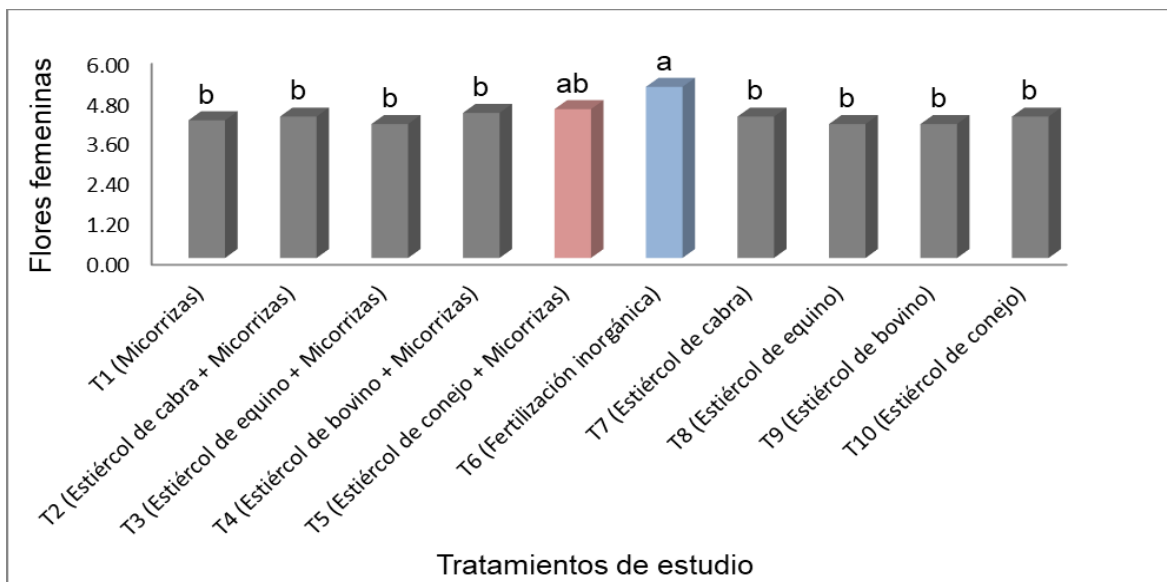 Flores femeninas
6.00
4.80
3.60
2.40
1.20
0.00
b
b
b
b
ab
a
b
b
b
b
T1 (Micorrizas)
T2 (Estiércol de cabra + Micorrizas)
T3 (Estiércol de equino + Micorrizas)
T4 (Estiércol de bovino + Micorrizas)
T5 (Estiércol de conejo + Micorrizas)
T6 (Fertilización inorgánica)
T7 (Estiércol de cabra)
T8 (Estiércol de equino)
T9 (Estiércol de bovino)
T10 (Estiércol de conejo)
Tratamientos de estudio